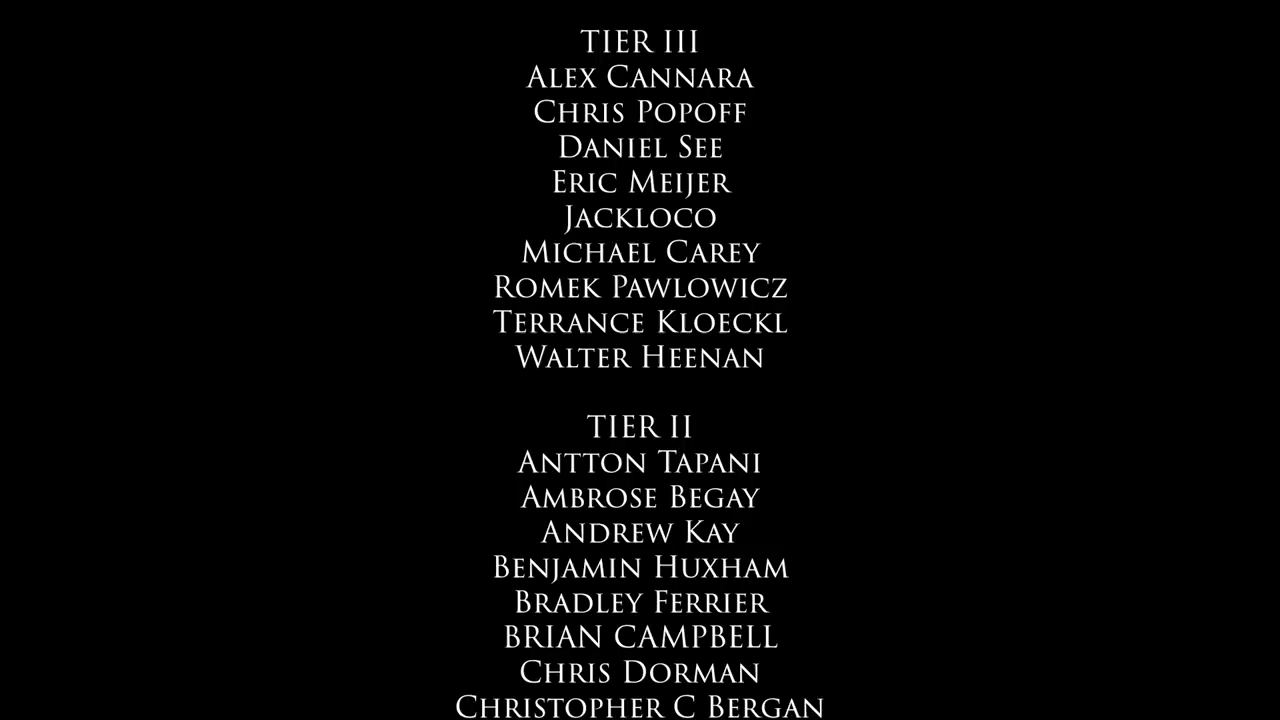 TIER III
Alex Cannara
Chris Popoff
Daniel See
Eric Meijer
Jackloco
Michael Carey
Romek Pawlowicz
Terrance Kloeckl
Walter Heenan
TIER II
Antton Tapani
Ambrose Begay
Andrew Kay
Benjamin Huxham
Bradley Ferrier
BRIAN CAMPBELL
Chris Dorman
Christopher C Bergan